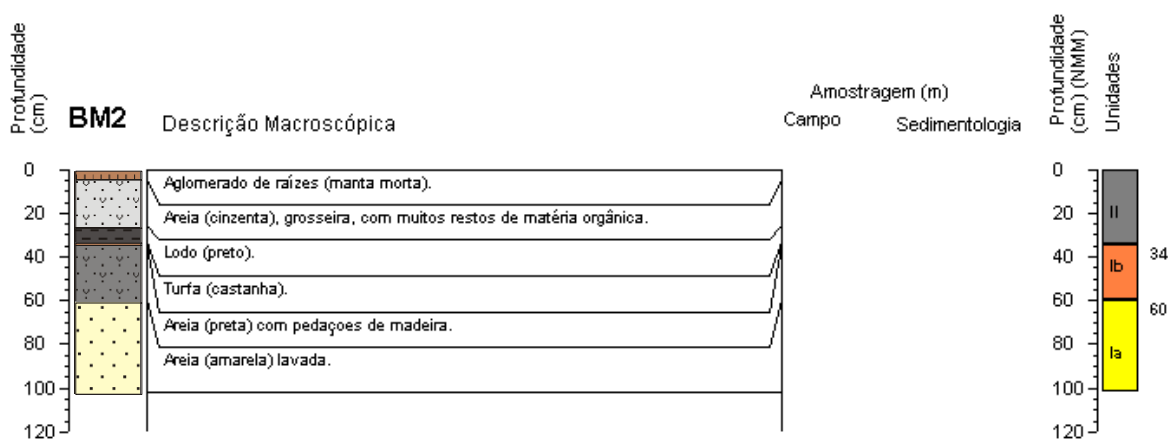 Profundidade
(cm)
BM2
Descrição Macroscópica
Amostragem (m)
Campo
Sedimentologia
Profundidade
(cm) (NMM)
Unidades
0
20
40
60
80
100
120
Aglomerado de raízes (manta morta).
Areia (cinzenta), grosseira, com muitos restos de matéria orgânica.
Lodo (preto).
Turfa (castanha).
Areia (preta) com pedaçoes de madeira.
Areia (amarela) lavada.
0
20
40
60
80
100
120
II
Ib
Ia
34
60